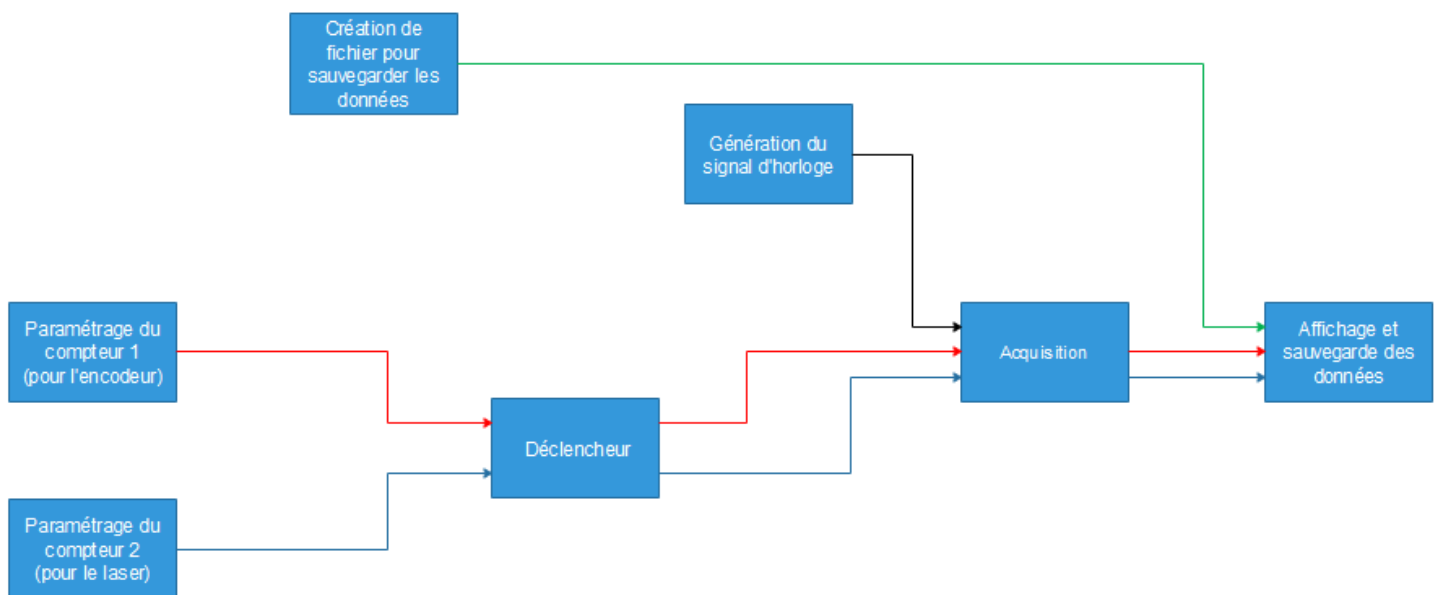 Création de
fichier pour
sauvegarder les
données
Génération du
signal d'horloge
Paramétrage du
compteur 1
(pour l'encodeur)
Acquisition
Affichage et
sauvegarde des
données
Déclencheur
Paramétrage du
compteur 2
(pour le laser)